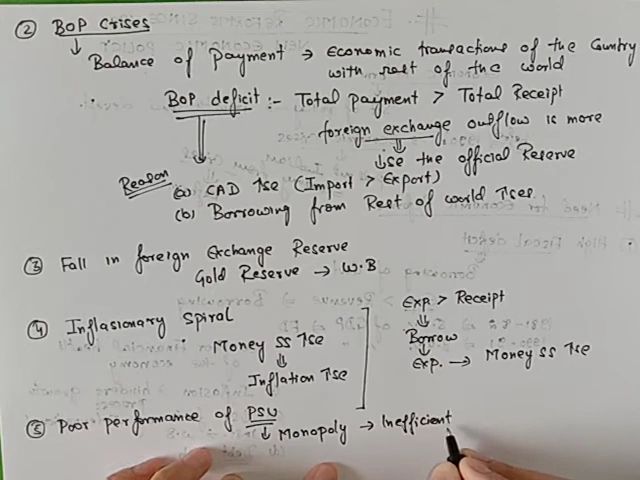 ② BOP Crises
↓
Balance of Payment → Economic transactions of the Country
with rest of the world
BOP deficit :- Total payment > Total Receipt
foreign exchange outflow is more
↓se the official Reserve
Reason
(a) CAD ↑se (Import > Export)
(b) Borrowing from Rest of world ↑ses
③ Fall in foreign Exchange Reserve
Gold Reserve → W.B
④ Inflasionary Spiral
Money SS ↑se
⇓
Inflation ↑se
Exp. > Receipt
⇓
Borrow
↓
Exp. → Money SS ↑se
⑤ Poor performance of PSU
↓ Monopoly → Inefficient